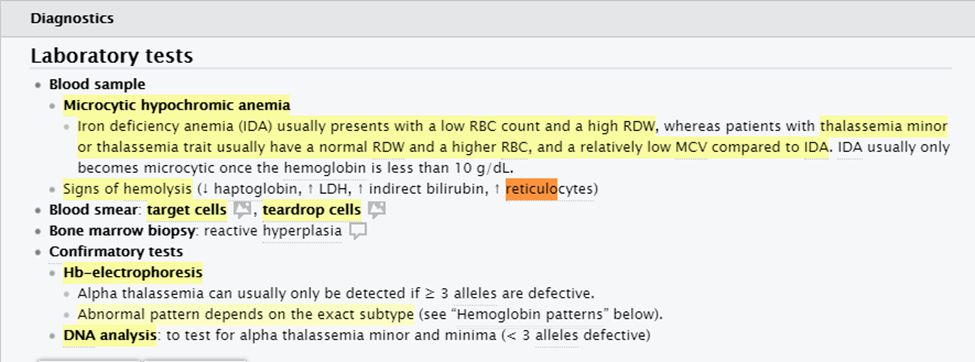 Diagnostics
Laboratory tests
Blood sample
Microcytic hypochromic anemia
Iron deficiency anemia (IDA) usually presents with a low RBC count and a high RDW, whereas patients with thalassemia minor
or thalassemia trait usually have a normal RDW and a higher RBC, and a relatively low MCV compared to IDA. IDA usually only
becomes microcytic once the hemoglobin is less than 10 g/dL.
Signs of hemolysis (↓ haptoglobin, ↑ LDH, ↑ indirect bilirubin, ↑ reticulocytes)
Blood smear: target cells, teardrop cells
Bone marrow biopsy: reactive hyperplasia
Confirmatory tests
Hb-electrophoresis
Alpha thalassemia can usually only be detected if ≥ 3 alleles are defective.
Abnormal pattern depends on the exact subtype (see “Hemoglobin patterns” below).
DNA analysis: to test for alpha thalassemia minor and minima (< 3 alleles defective)